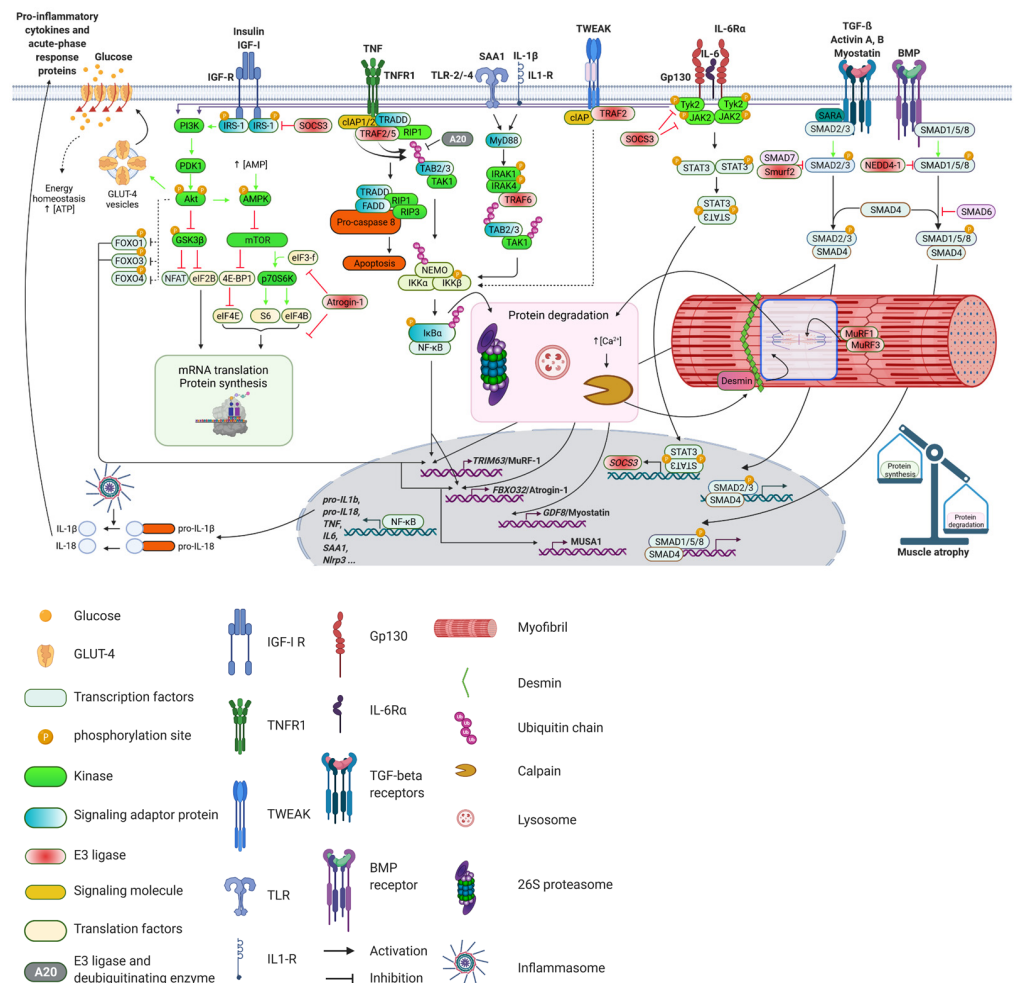 Pro-inflammatory
cytokines and
acute-phase
response
proteins
Glucose
Insulin
IGF-I
IGF-R
TNF
TNFR1
SAA1
TLR-2/-4
IL-1β
IL1-R
TWEAK
IL-6Rα
IL-6
Gp130
TGF-ß
Activin A, B
Myostatin
BMP
PI3K
P
IRS-1
P
IRS-1
SOCS3
cIAP1/2
TRADD
TRAF2/5
RIP1
A20
Ub
TAB2/3
TAK1
MyD88
cIAP
TRAF2
P
Tyk2
Tyk2
P
P
JAK2
JAK2
P
SOCS3
SARA
SMAD2/3
SMAD1/5/8
PDK1
↑ [AMP]
GLUT-4
vesicles
Energy
homeostasis
↑ [ATP]
P
Akt
P
P
AMPK
TRADD
FADD
RIP1
RIP3
Pro-caspase 8
Apoptosis
IRAK1
P
IRAK4
P
TRAF6
TAB2/3
TAK1
STAT3
P
STAT3
P
STAT3
P
STAT3
P
SMAD7
Smurf2
SMAD2/3
P
NEDD4-1
SMAD1/5/8
P
SMAD4
SMAD6
SMAD2/3
P
SMAD4
SMAD1/5/8
P
SMAD4
FOXO1
P
FOXO3
P
FOXO4
P
P
GSK3β
mTOR
NFAT
eIF2B
4E-BP1
p70S6K
eIF3-f
eIF4E
S6
eIF4B
Atrogin-1
NEMO
IKKα
IKKβ
P
P
IκBα
NF-κB
Protein degradation
↑[Ca²⁺]
MuRF1
MuRF3
Desmin
mRNA translation
Protein synthesis
IL-1β
pro-IL-1β
IL-18
pro-IL-18
pro-IL1b,
pro-IL18,
TNF,
IL6,
SAA1,
Nlrp3 ...
NF-κB
TRIM63/MuRF-1
FBXO32/Atrogin-1
GDF8/Myostatin
MUSA1
SOCS3
STAT3
P
STAT3
P
SMAD2/3
P
SMAD4
SMAD1/5/8
P
SMAD4
Protein
synthesis
Protein
degradation
Muscle atrophy
Glucose
GLUT-4
Transcription factors
P
phosphorylation site
Kinase
Signaling adaptor protein
E3 ligase
Signaling molecule
Translation factors
A20
E3 ligase and
deubiquitinating enzyme
IGF-I R
TNFR1
TWEAK
TLR
IL1-R
Gp130
IL-6Rα
TGF-beta
receptors
BMP
receptor
Activation
Inhibition
Myofibril
Desmin
Ub
Ub
Ub
Ubiquitin chain
Calpain
Lysosome
26S proteasome
Inflammasome